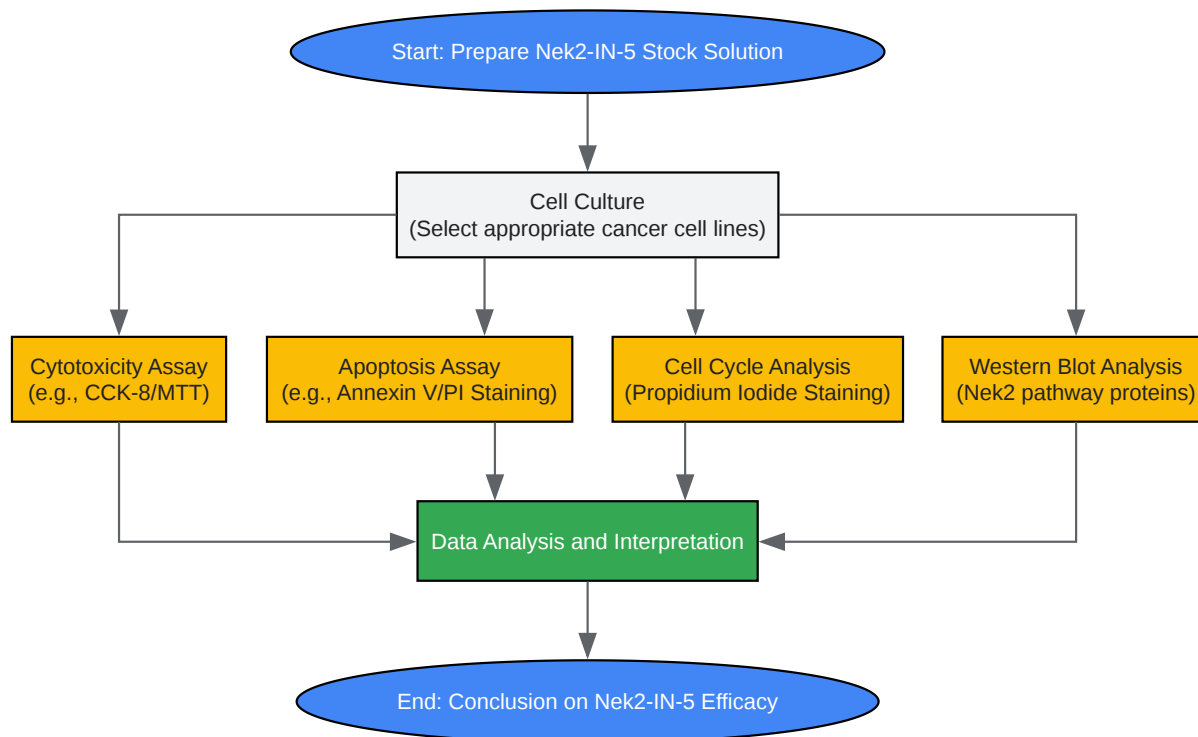 Start: Prepare Nek2-IN-5 Stock Solution
Cell Culture
(Select appropriate cancer cell lines)
Cytotoxicity Assay
(e.g., CCK-8/MTT)
Apoptosis Assay
(e.g., Annexin V/PI Staining)
Cell Cycle Analysis
(Propidium Iodide Staining)
Western Blot Analysis
(Nek2 pathway proteins)
Data Analysis and Interpretation
End: Conclusion on Nek2-IN-5 Efficacy